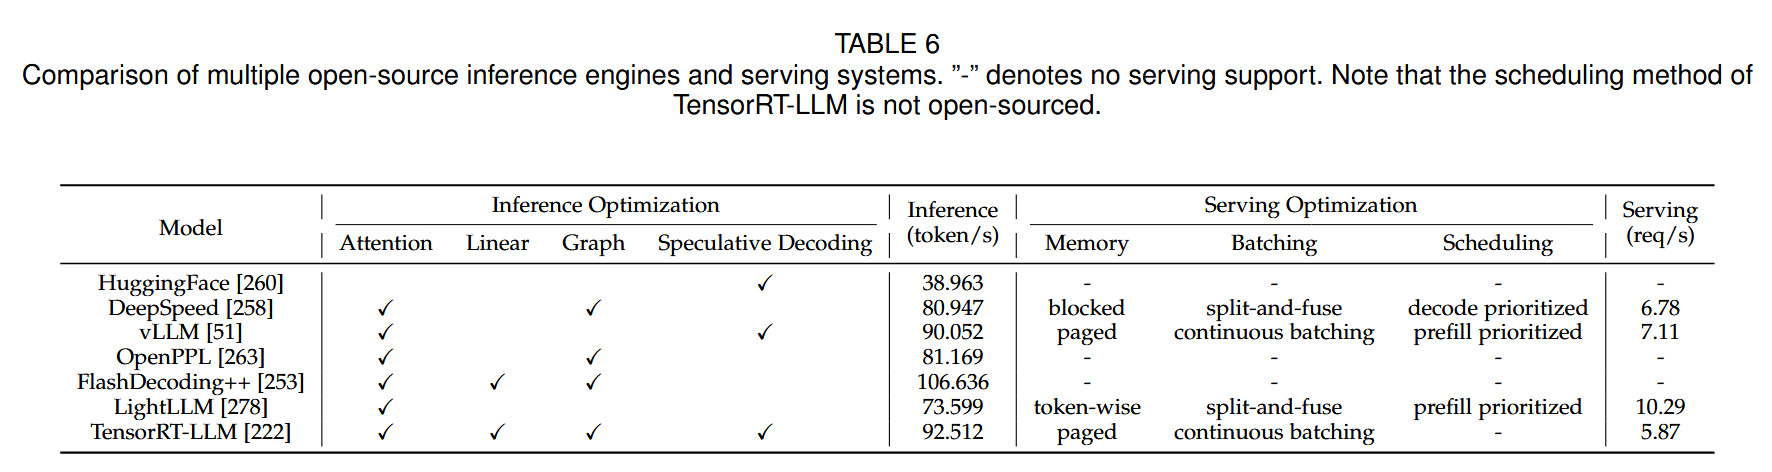 TABLE 6
Comparison of multiple open-source inference engines and serving systems. ”-” denotes no serving support. Note that the scheduling method of
TensorRT-LLM is not open-sourced.
Model Inference Optimization Inference (token/s) Serving Optimization Serving (req/s)
Attention Linear Graph Speculative Decoding Memory Batching Scheduling
HuggingFace [260] ✓ 38.963 - - - -
DeepSpeed [258] ✓ ✓ 80.947 blocked split-and-fuse decode prioritized 6.78
vLLM [51] ✓ ✓ 90.052 paged continuous batching prefill prioritized 7.11
OpenPPL [263] ✓ ✓ 81.169 - - - -
FlashDecoding++ [253] ✓ ✓ ✓ 106.636 - - - -
LightLLM [278] ✓ 73.599 token-wise split-and-fuse prefill prioritized 10.29
TensorRT-LLM [222] ✓ ✓ ✓ ✓ 92.512 paged continuous batching - 5.87